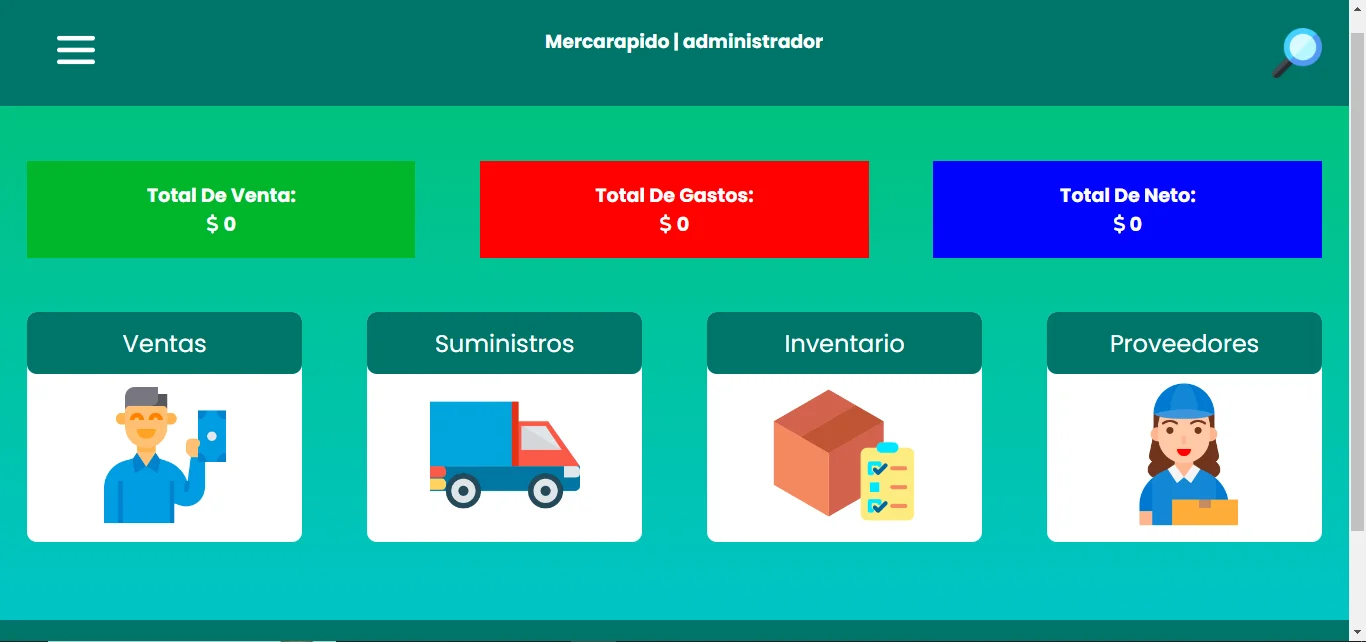 Mercarapido | administrador
Total De Venta:
$ 0
Total De Gastos:
$ 0
Total De Neto:
$ 0
Ventas
Suministros
Inventario
Proveedores